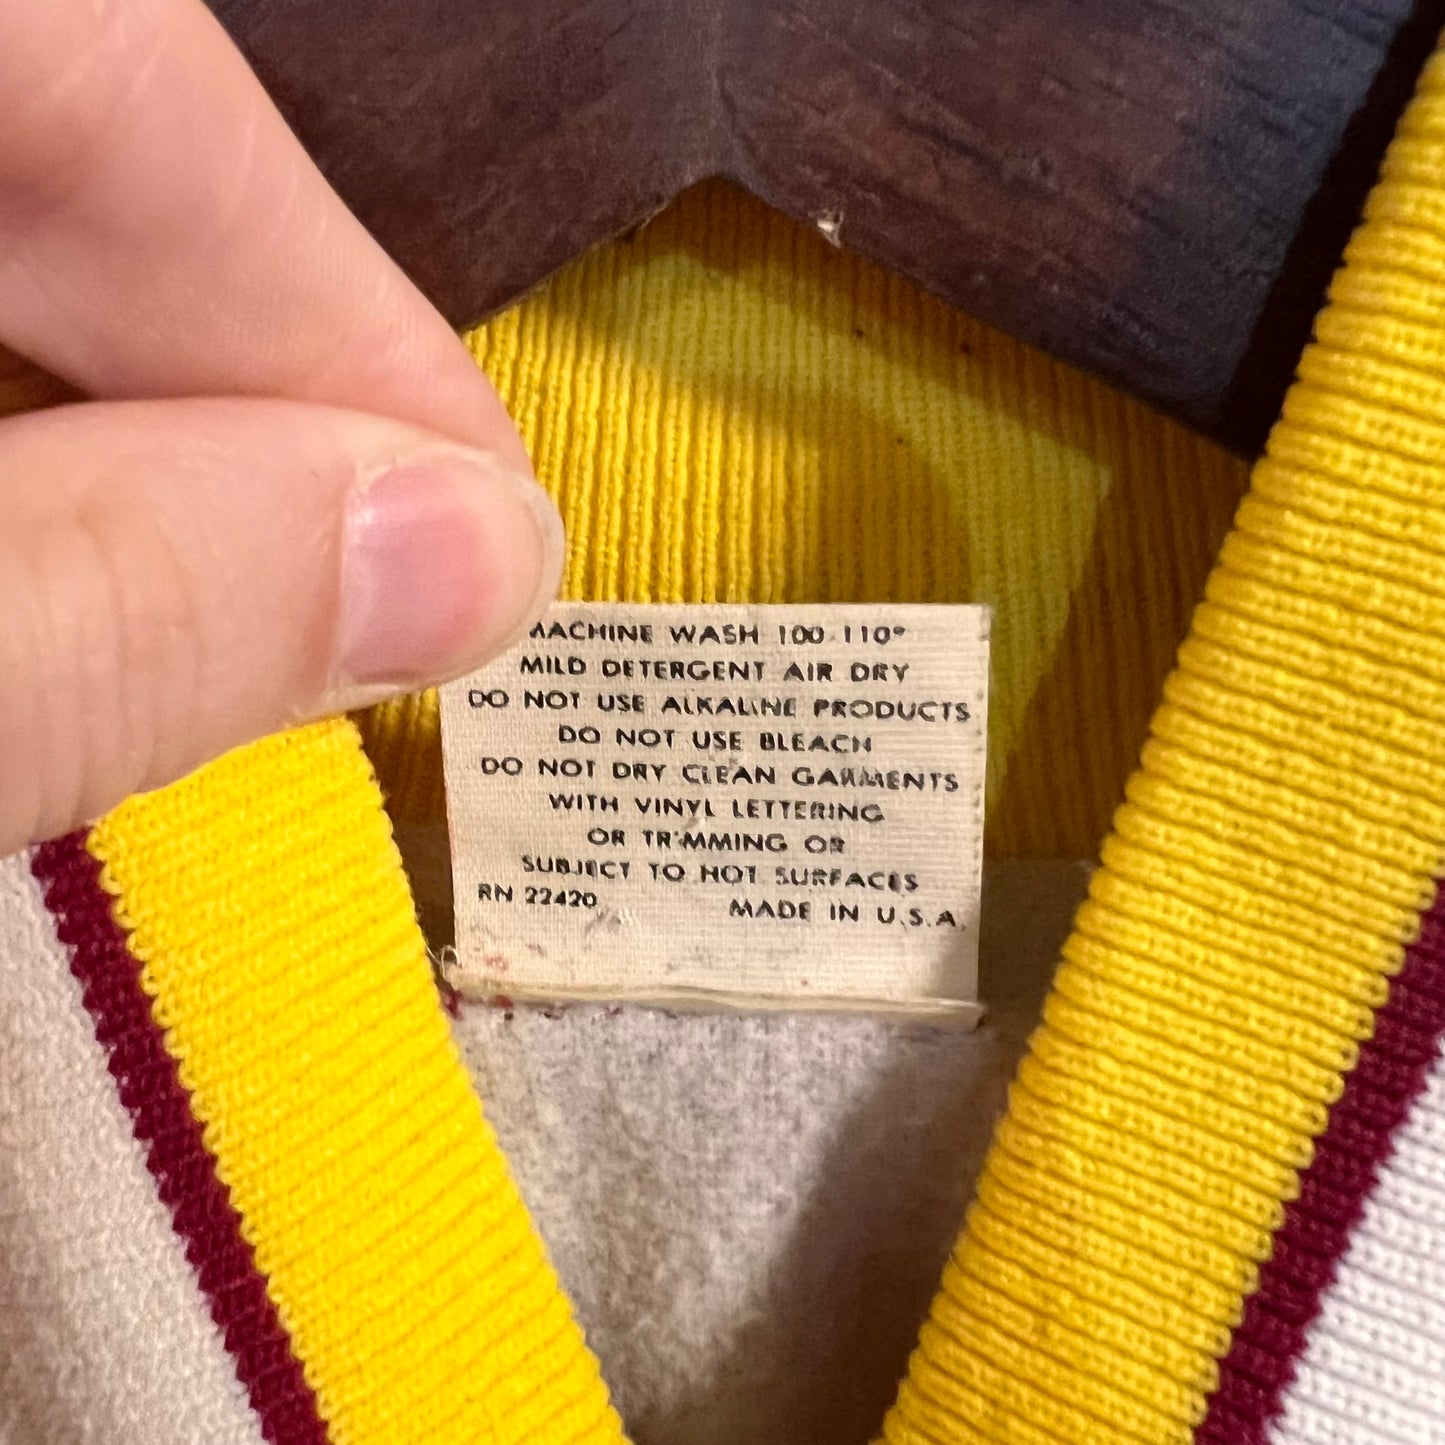 MACHINE WASH 100-110°
MILD DETERGENT AIR DRY
DO NOT USE ALKALINE PRODUCTS
DO NOT USE BLEACH
DO NOT DRY CLEAN GARMENTS
WITH VINYL LETTERING
OR TRIMMING OR
SUBJECT TO HOT SURFACES
RN 22420 MADE IN U.S.A.